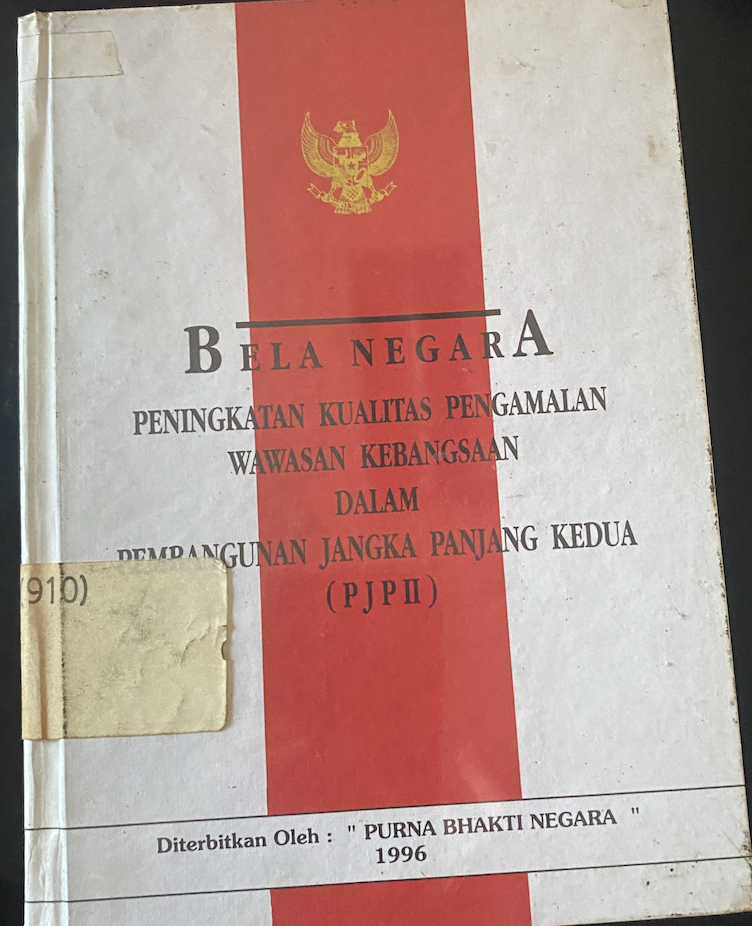 BELA NEGARA
PENINGKATAN KUALITAS PENGAMALAN
WAWASAN KEBANGSAAN
DALAM
PEMBANGUNAN JANGKA PANJANG KEDUA
(PJPII)
(910)
Diterbitkan Oleh : " PURNA BHAKTI NEGARA "
1996